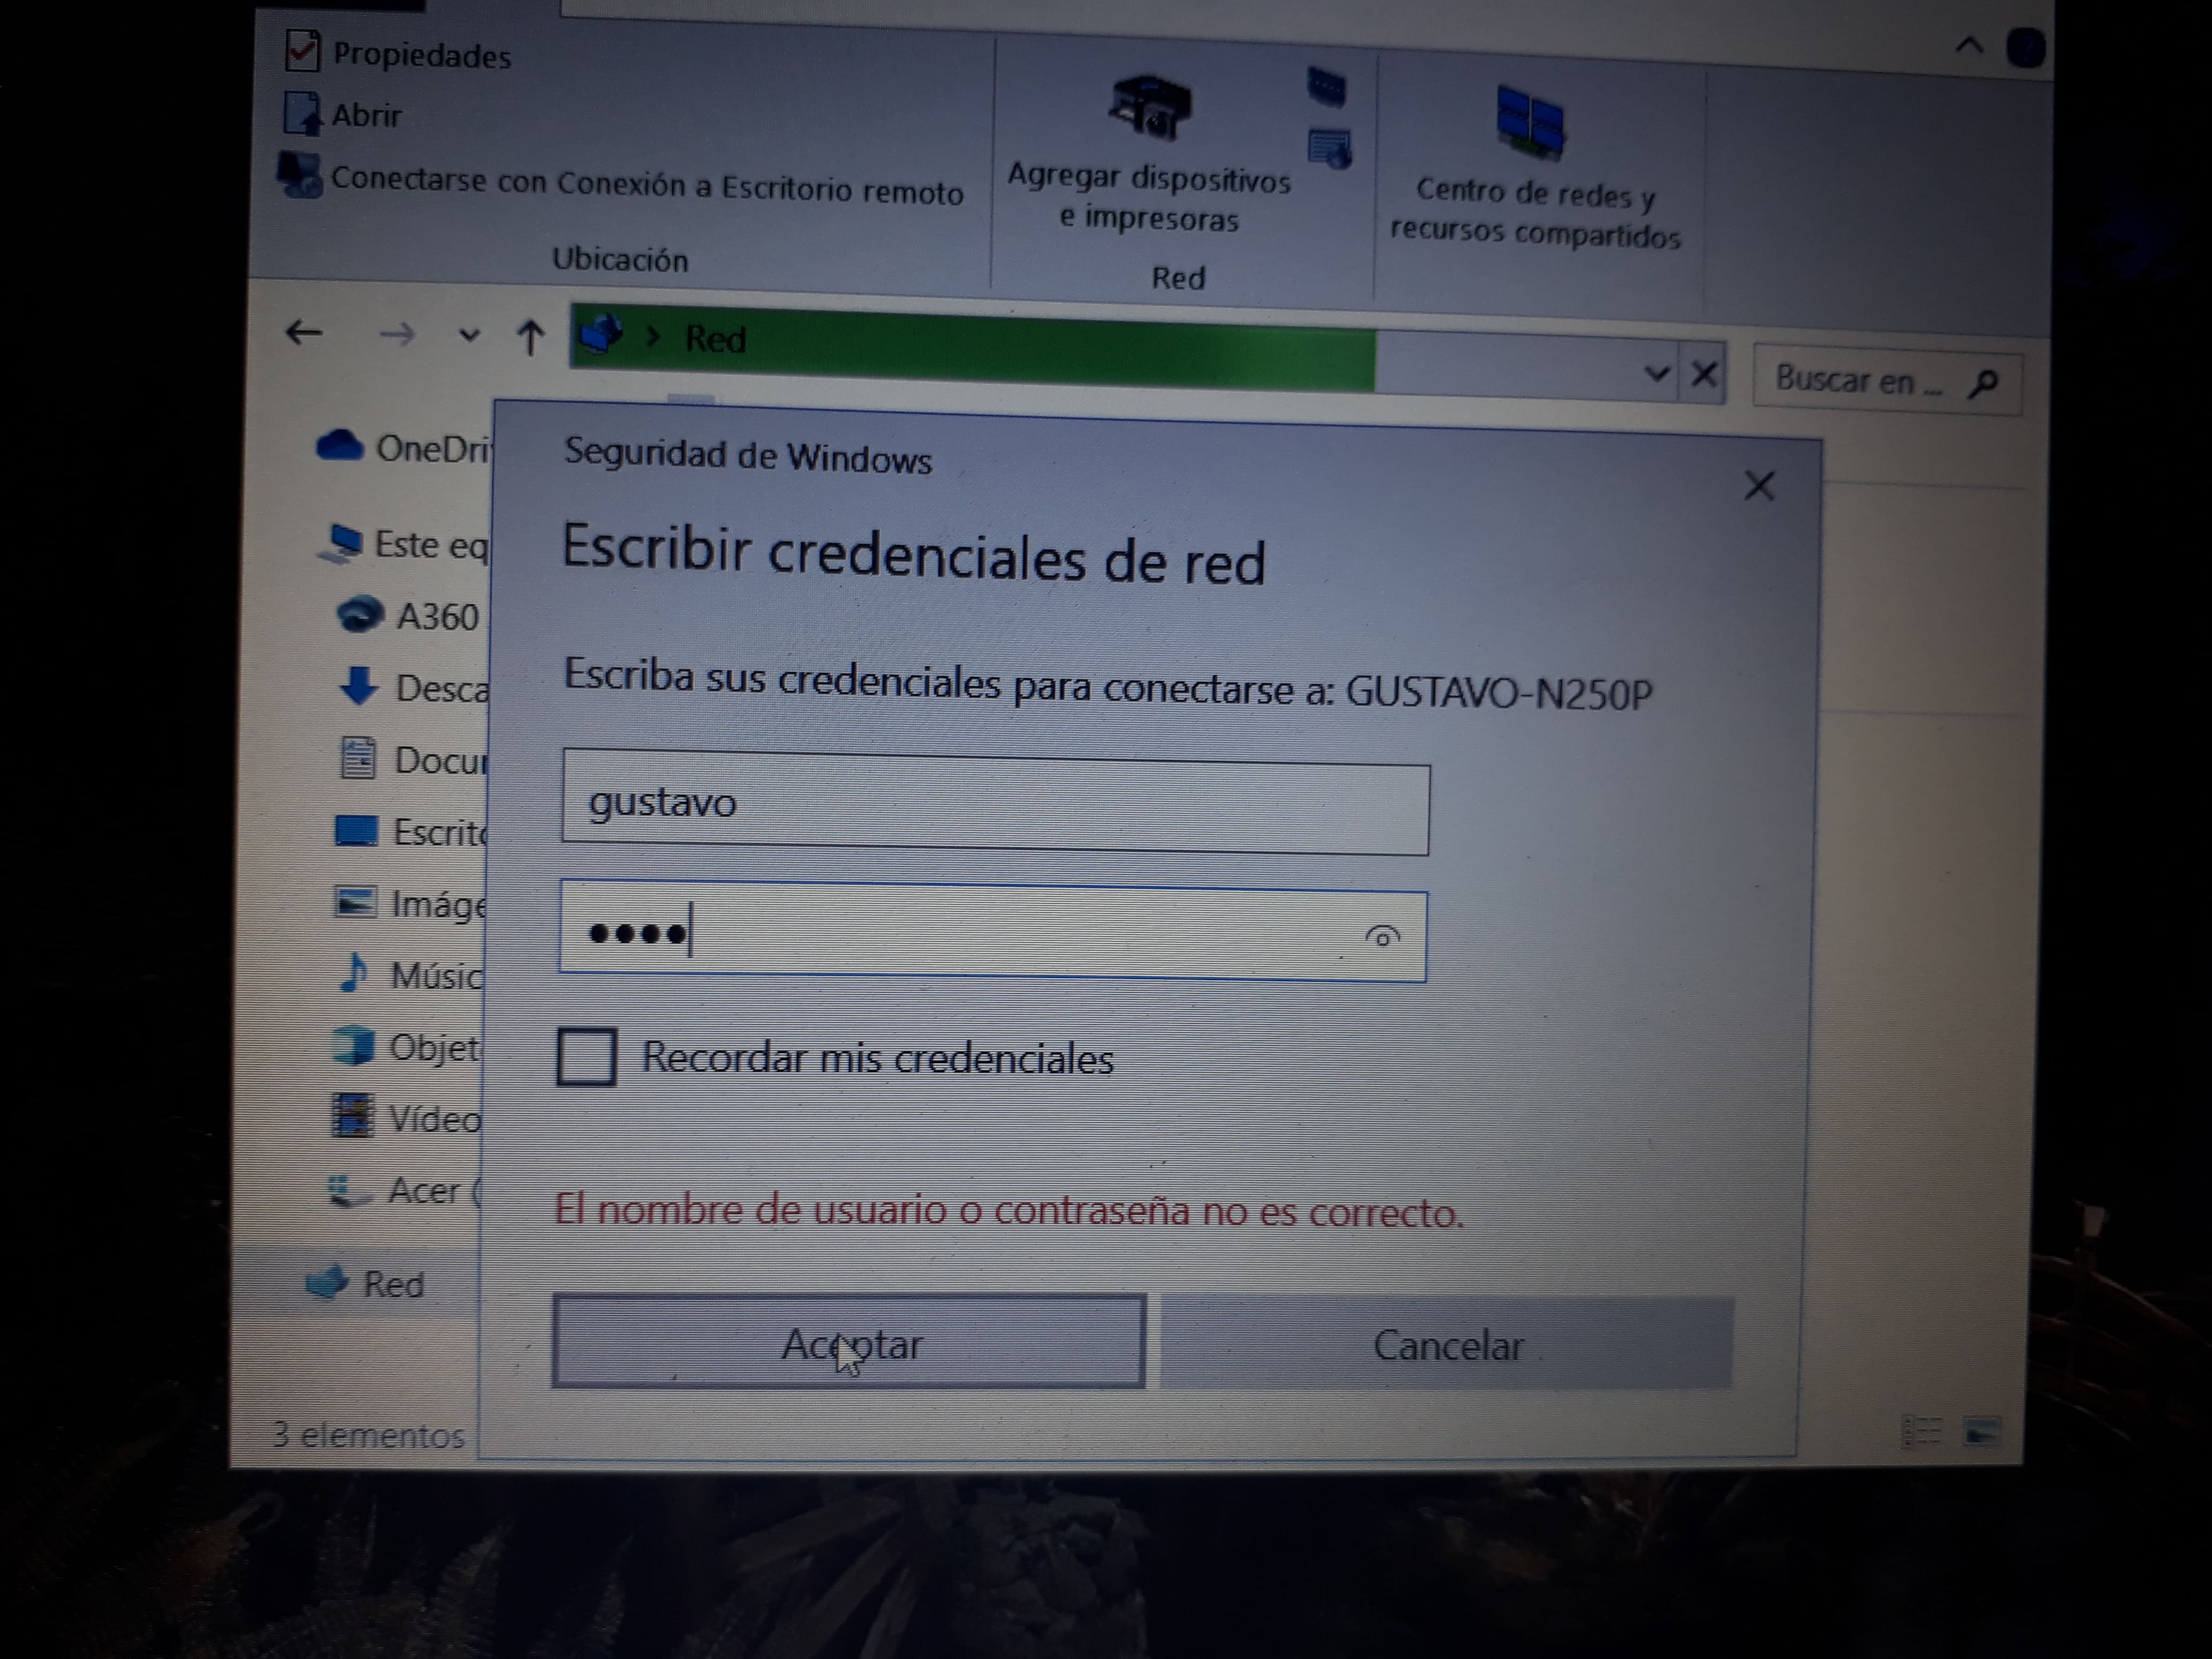 Propiedades
Abrir
Conectarse con Conexión a Escritorio remoto
Ubicación
Agregar dispositivos
e impresoras
Red
Centro de redes y
recursos compartidos
Red
Buscar en ...
OneDri
Este eq
A360
Desca
Docu
Escrito
Imáge
Músic
Objet
Vídeo
Acer (
Red
3 elementos
Seguridad de Windows
Escribir credenciales de red
Escriba sus credenciales para conectarse a: GUSTAVO-N250P
gustavo
●●●●
Recordar mis credenciales
El nombre de usuario o contraseña no es correcto.
Aceptar
Cancelar